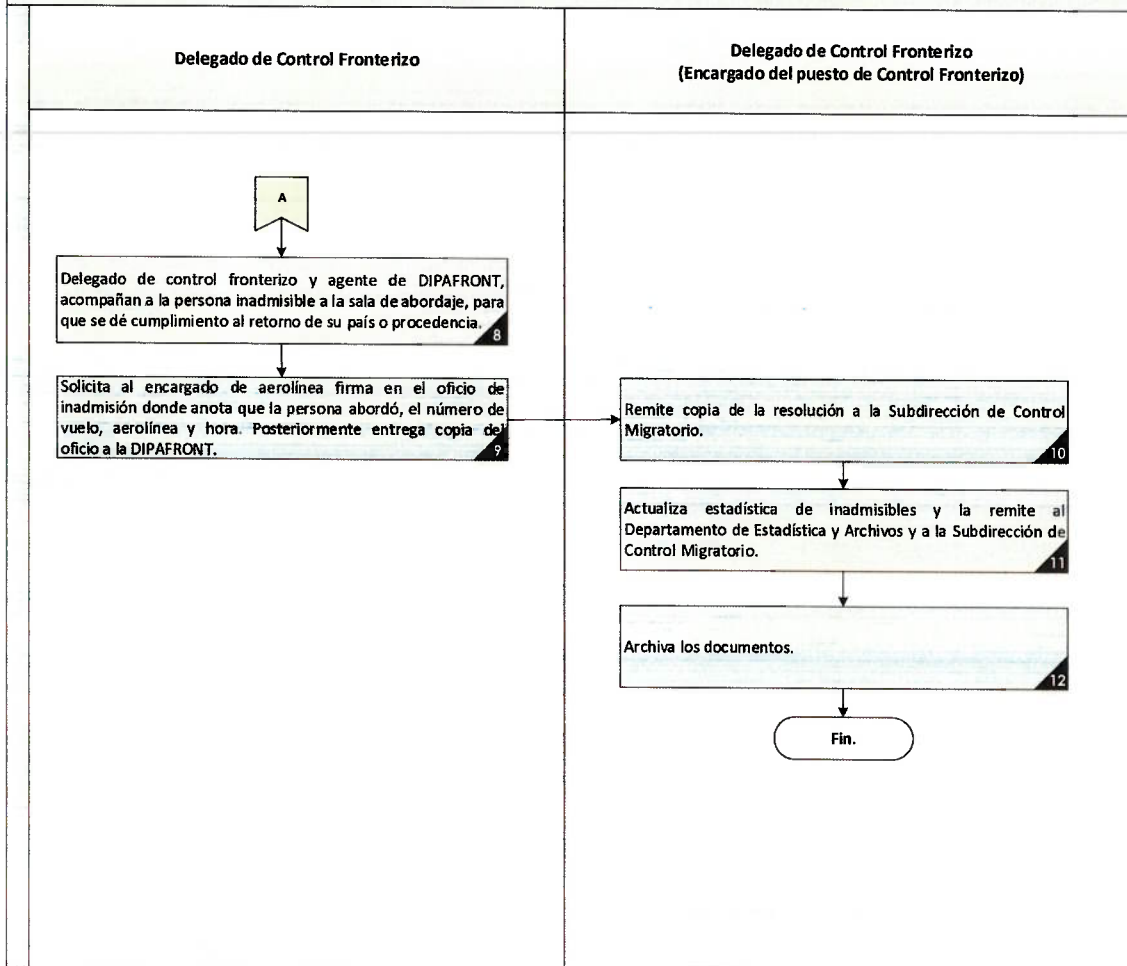 Delegado de Control Fronterizo
Delegado de Control Fronterizo
(Encargado del puesto de Control Fronterizo)
A
Delegado de control fronterizo y agente de DIPAFRONT,
acompañan a la persona inadmisible a la sala de abordaje, para
que se dé cumplimiento al retorno de su país o procedencia.
8
Solicita al encargado de aerolínea firma en el oficio de
inadmisión donde anota que la persona abordó, el número de
vuelo, aerolínea y hora. Posteriormente entrega copia del
oficio a la DIPAFRONT.
9
Remite copia de la resolución a la Subdirección de Control
Migratorio.
10
Actualiza estadística de inadmisibles y la remite al
Departamento de Estadística y Archivos y a la Subdirección de
Control Migratorio.
11
Archiva los documentos.
12
Fin.